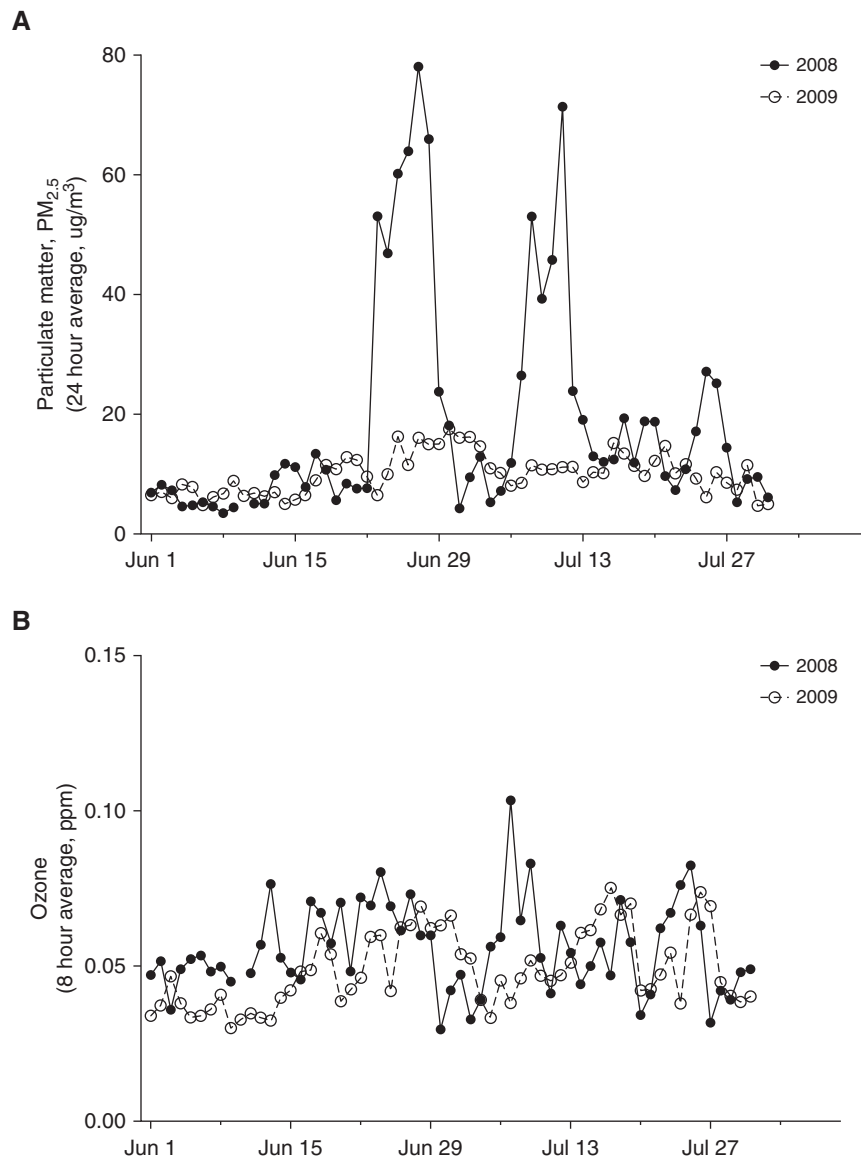 A
80
60
40
20
0
Particulate matter, PM2.5
(24 hour average, ug/m³)
2008
2009
Jun 1 Jun 15 Jun 29 Jul 13 Jul 27
B
0.15
0.10
0.05
0.00
Ozone
(8 hour average, ppm)
2008
2009
Jun 1 Jun 15 Jun 29 Jul 13 Jul 27